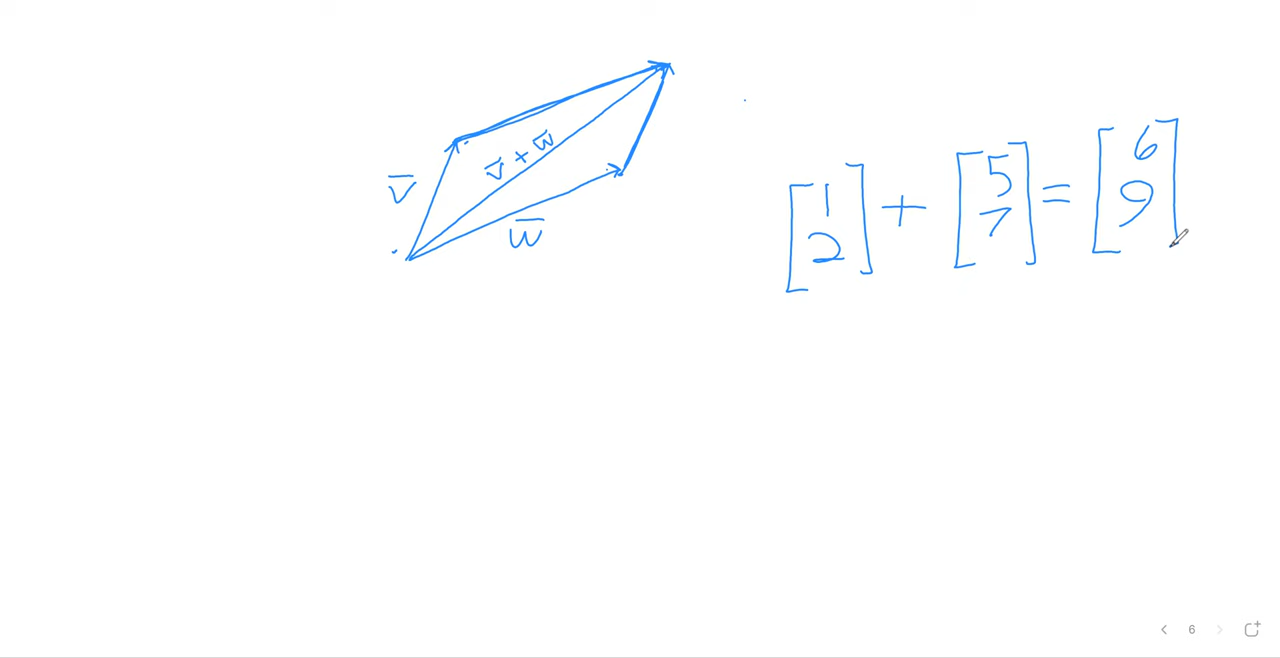 v̅
v̅ + w̅
w̅
[1 2] + [5 7] = [6 9]
6